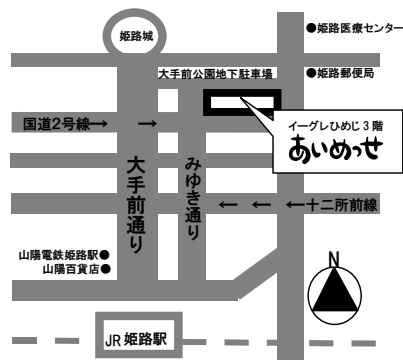 姫路城
●姫路医療センター
大手前公園地下駐車場
●姫路郵便局
国道2号線→ →
イーグレひめじ3階
あいめっせ
大手前通り
みゆき通り
← ← ←十二所前線
山陽電鉄姫路駅●
山陽百貨店●
N
JR 姫路駅